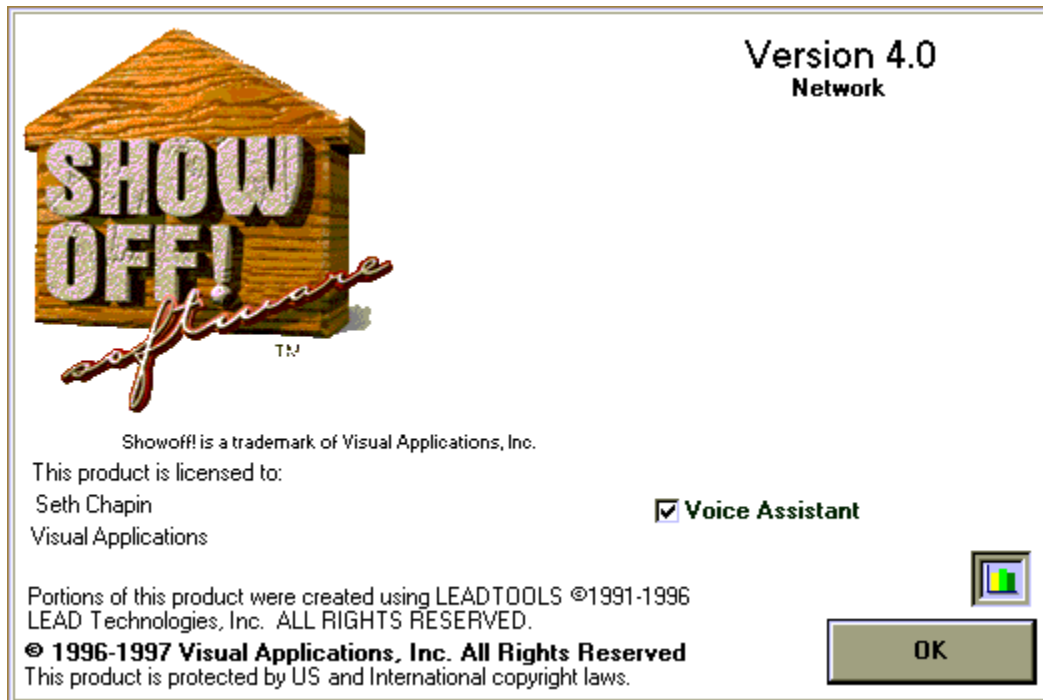 SHOW
OFF!
software
TM
Version 4.0
Network
Showoff! is a trademark of Visual Applications, Inc.
This product is licensed to:
Seth Chapin
Visual Applications
Voice Assistant
Portions of this product were created using LEADTOOLS ©1991-1996
LEAD Technologies, Inc. ALL RIGHTS RESERVED.
© 1996-1997 Visual Applications, Inc. All Rights Reserved
This product is protected by US and International copyright laws.
OK